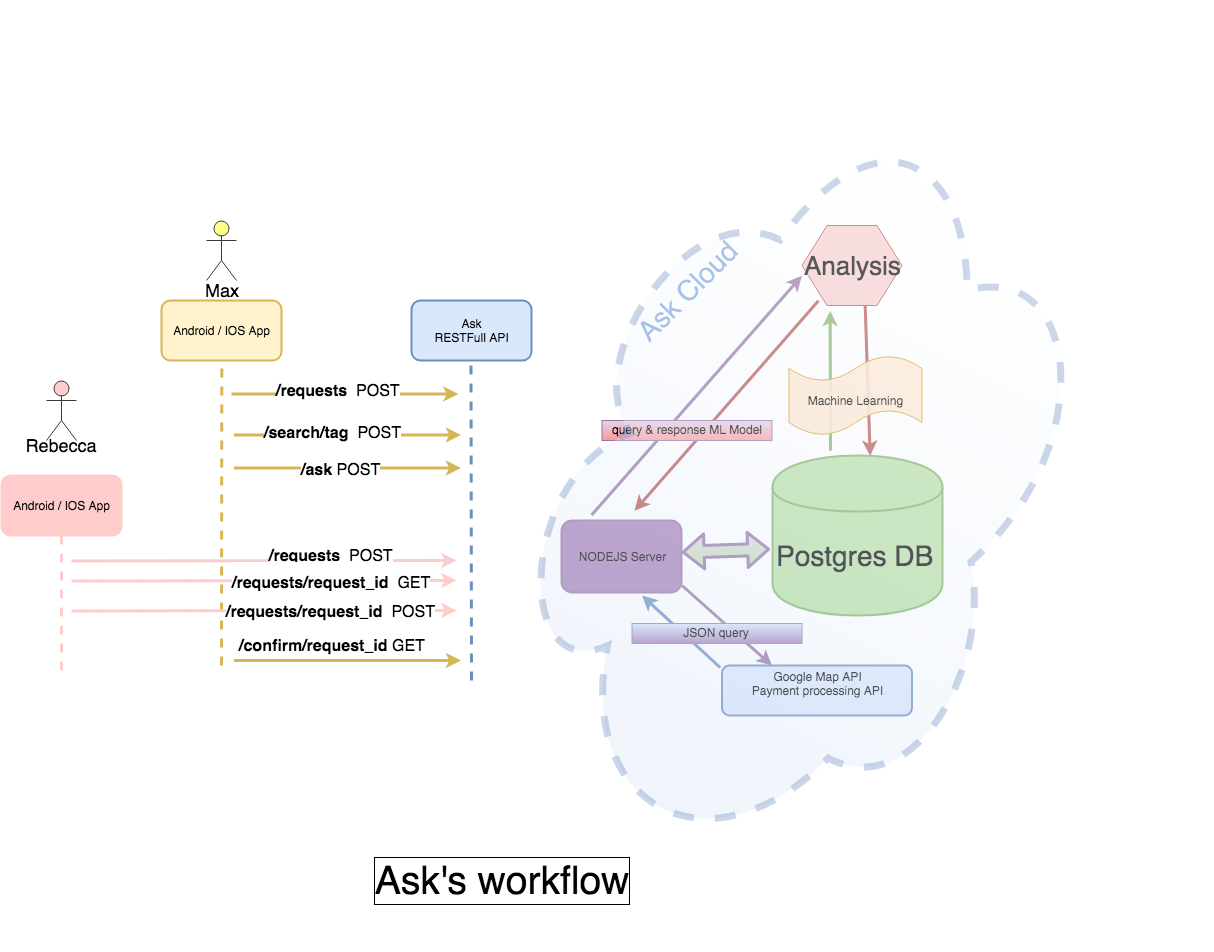 Max
Android / IOS App
Ask
RESTFull API
Rebecca
Android / IOS App
/requests POST
/search/tag POST
/ask POST
/requests POST
/requests/request_id GET
/requests/request_id POST
/confirm/request_id GET
Ask Cloud
Analysis
Machine Learning
query & response ML Model
NODEJS Server
Postgres DB
JSON query
Google Map API
Payment processing API
Ask's workflow